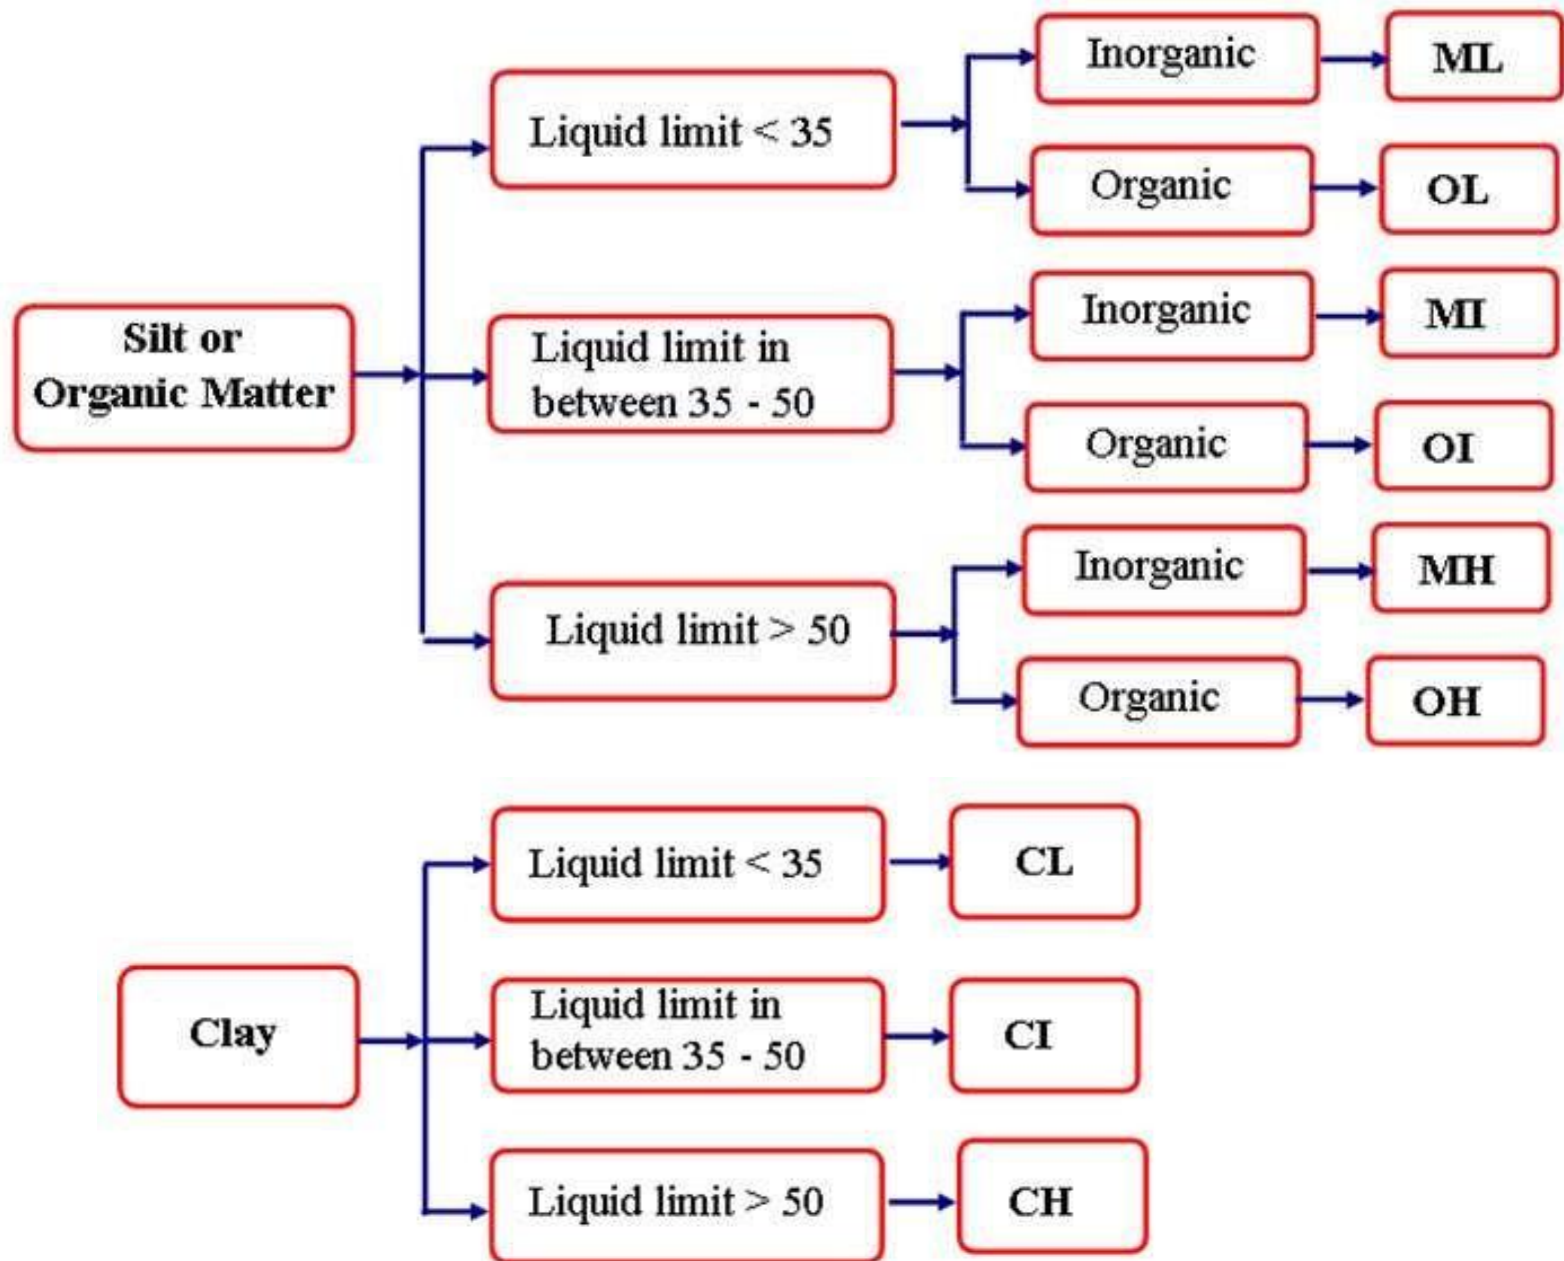 Silt or
Organic Matter
Liquid limit < 35
Inorganic
ML
Organic
OL
Liquid limit in
between 35 - 50
Inorganic
MI
Organic
OI
Liquid limit > 50
Inorganic
MH
Organic
OH
Clay
Liquid limit < 35
CL
Liquid limit in
between 35 - 50
CI
Liquid limit > 50
CH